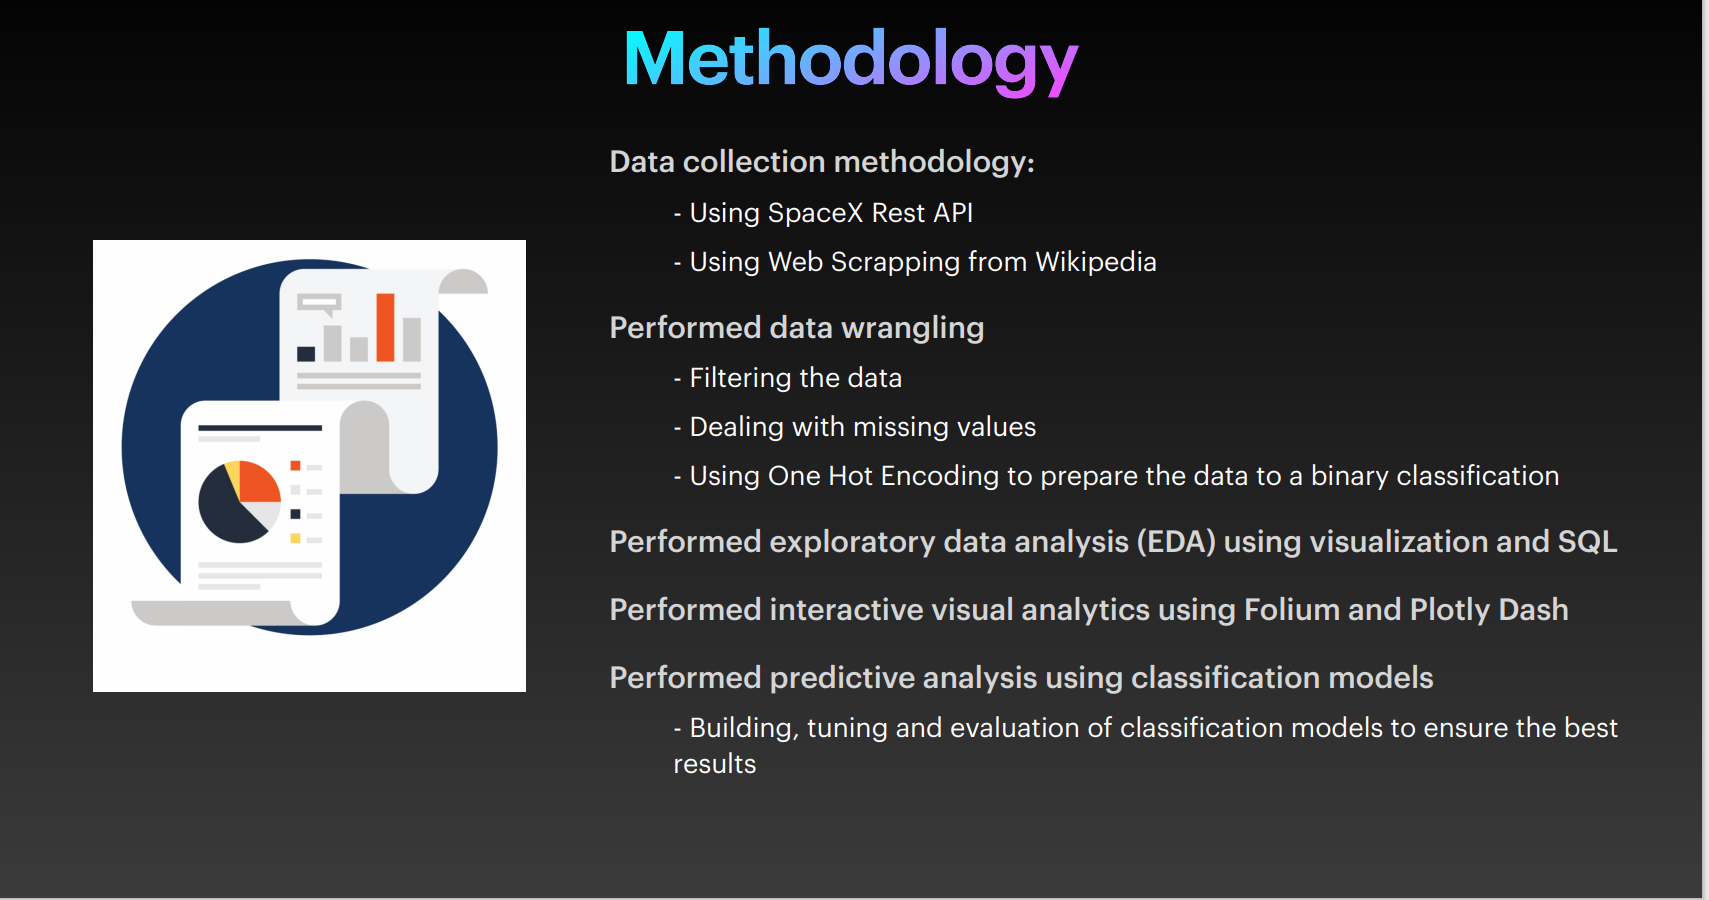 Methodology
Data collection methodology:
- Using SpaceX Rest API
- Using Web Scrapping from Wikipedia
Performed data wrangling
- Filtering the data
- Dealing with missing values
- Using One Hot Encoding to prepare the data to a binary classification
Performed exploratory data analysis (EDA) using visualization and SQL
Performed interactive visual analytics using Folium and Plotly Dash
Performed predictive analysis using classification models
- Building, tuning and evaluation of classification models to ensure the best
results